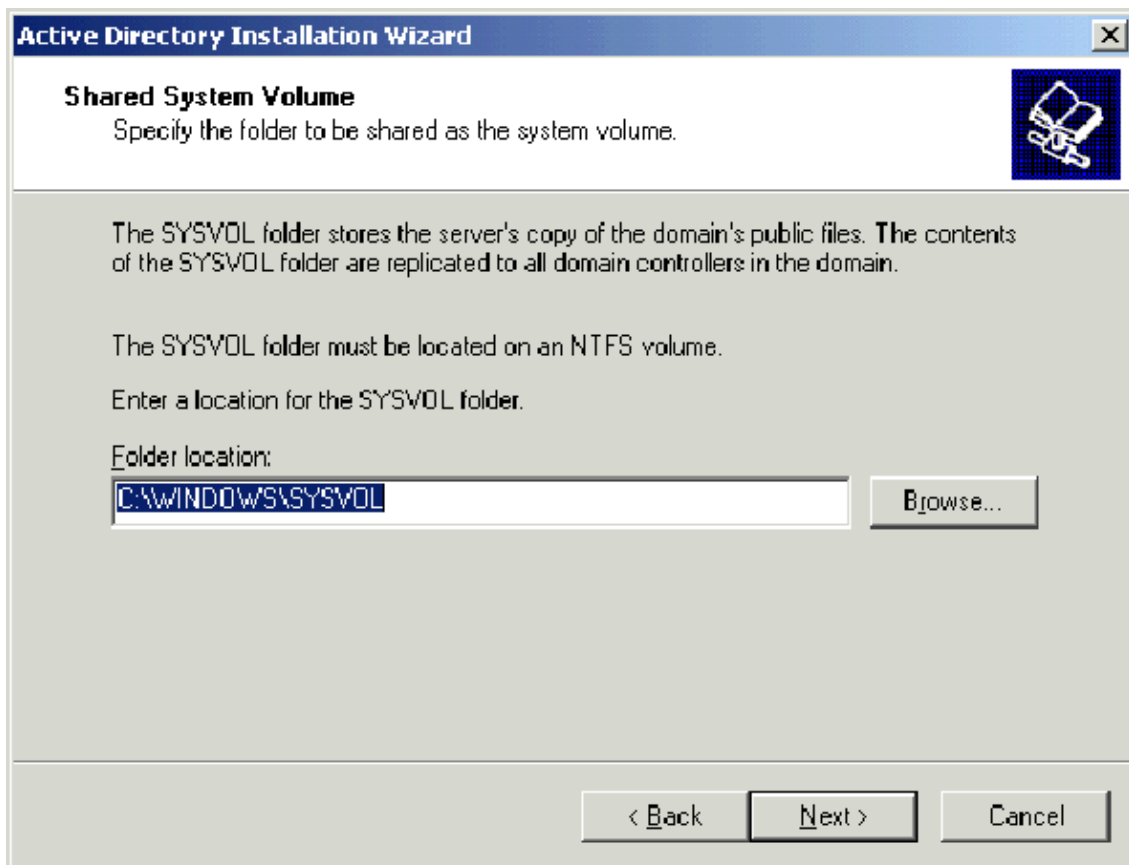 Active Directory Installation Wizard
Shared System Volume
Specify the folder to be shared as the system volume.
The SYSVOL folder stores the server's copy of the domain's public files. The contents
of the SYSVOL folder are replicated to all domain controllers in the domain.
The SYSVOL folder must be located on an NTFS volume.
Enter a location for the SYSVOL folder.
Folder location:
C:\WINDOWS\SYSVOL
Browse...
< Back
Next >
Cancel